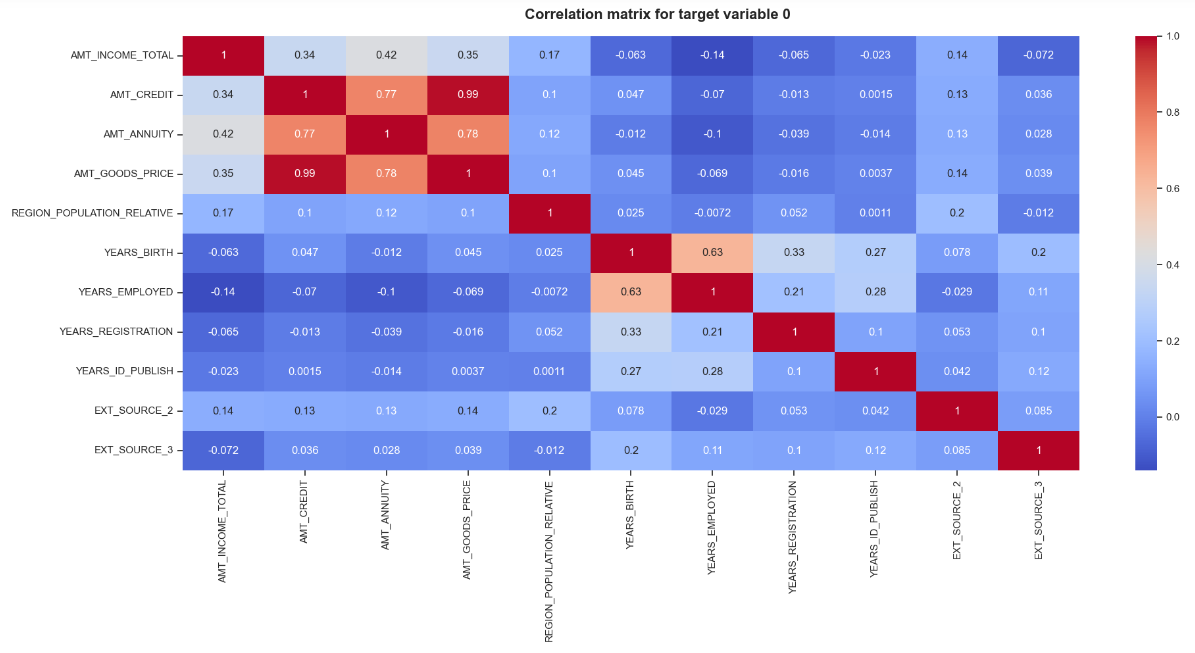 Correlation matrix for target variable 0
AMT_INCOME_TOTAL 1 0.34 0.42 0.35 0.17 -0.063 -0.14 -0.065 -0.023 0.14 -0.072
AMT_CREDIT 0.34 1 0.77 0.99 0.1 0.047 -0.07 -0.013 0.0015 0.13 0.036
AMT_ANNUITY 0.42 0.77 1 0.78 0.12 -0.012 -0.1 -0.039 -0.014 0.13 0.028
AMT_GOODS_PRICE 0.35 0.99 0.78 1 0.1 0.045 -0.069 -0.016 0.0037 0.14 0.039
REGION_POPULATION_RELATIVE 0.17 0.1 0.12 0.1 1 0.025 -0.0072 0.052 0.0011 0.2 -0.012
YEARS_BIRTH -0.063 0.047 -0.012 0.045 0.025 1 0.63 0.33 0.27 0.078 0.2
YEARS_EMPLOYED -0.14 -0.07 -0.1 -0.069 -0.0072 0.63 1 0.21 0.28 -0.029 0.11
YEARS_REGISTRATION -0.065 -0.013 -0.039 -0.016 0.052 0.33 0.21 1 0.1 0.053 0.1
YEARS_ID_PUBLISH -0.023 0.0015 -0.014 0.0037 0.0011 0.27 0.28 0.1 1 0.042 0.12
EXT_SOURCE_2 0.14 0.13 0.13 0.14 0.2 0.078 -0.029 0.053 0.042 1 0.085
EXT_SOURCE_3 -0.072 0.036 0.028 0.039 -0.012 0.2 0.11 0.1 0.12 0.085 1
AMT_INCOME_TOTAL
AMT_CREDIT
AMT_ANNUITY
AMT_GOODS_PRICE
REGION_POPULATION_RELATIVE
YEARS_BIRTH
YEARS_EMPLOYED
YEARS_REGISTRATION
YEARS_ID_PUBLISH
EXT_SOURCE_2
EXT_SOURCE_3
1.0
0.8
0.6
0.4
0.2
0.0